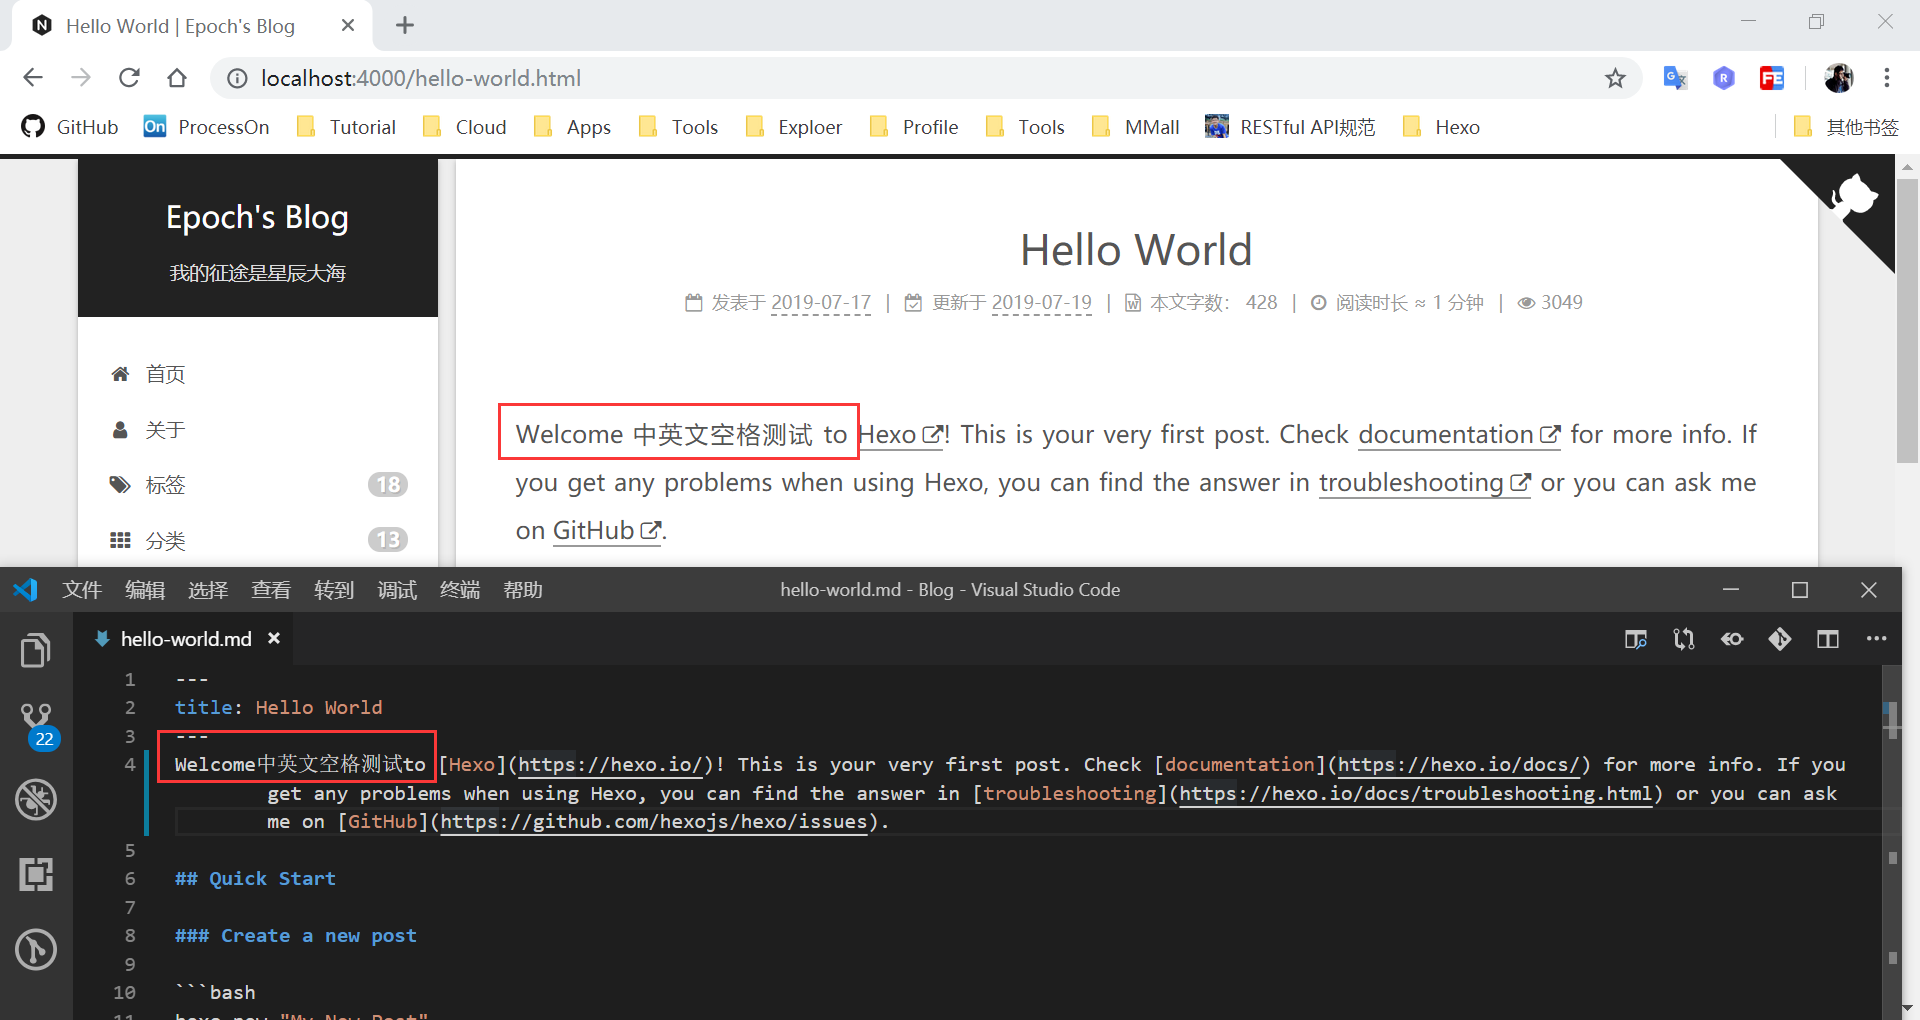 Hello World | Epoch's Blog
localhost:4000/hello-world.html
GitHub ProcessOn Tutorial Cloud Apps Tools Exploer Profile Tools MMall RESTful API规范 Hexo 其他书签
Epoch's Blog
我的征途是星辰大海
首页
关于
标签 18
分类 13
Hello World
发表于 2019-07-17 | 更新于 2019-07-19 | 本文字数： 428 | 阅读时长 ≈ 1 分钟 | 3049
Welcome 中英文空格测试 to Hexo! This is your very first post. Check documentation for more info. If
you get any problems when using Hexo, you can find the answer in troubleshooting or you can ask me
on GitHub.
文件 编辑 选择 查看 转到 调试 终端 帮助 hello-world.md - Blog - Visual Studio Code
hello-world.md
22
1 ---
2 title: Hello World
3 ---
4 Welcome中英文空格测试to [Hexo](https://hexo.io/)! This is your very first post. Check [documentation](https://hexo.io/docs/) for more info. If you
get any problems when using Hexo, you can find the answer in [troubleshooting](https://hexo.io/docs/troubleshooting.html) or you can ask
me on [GitHub](https://github.com/hexojs/hexo/issues).
5
6 ## Quick Start
7
8 ### Create a new post
9
10 ```bash
11 hexo new "My New Post"